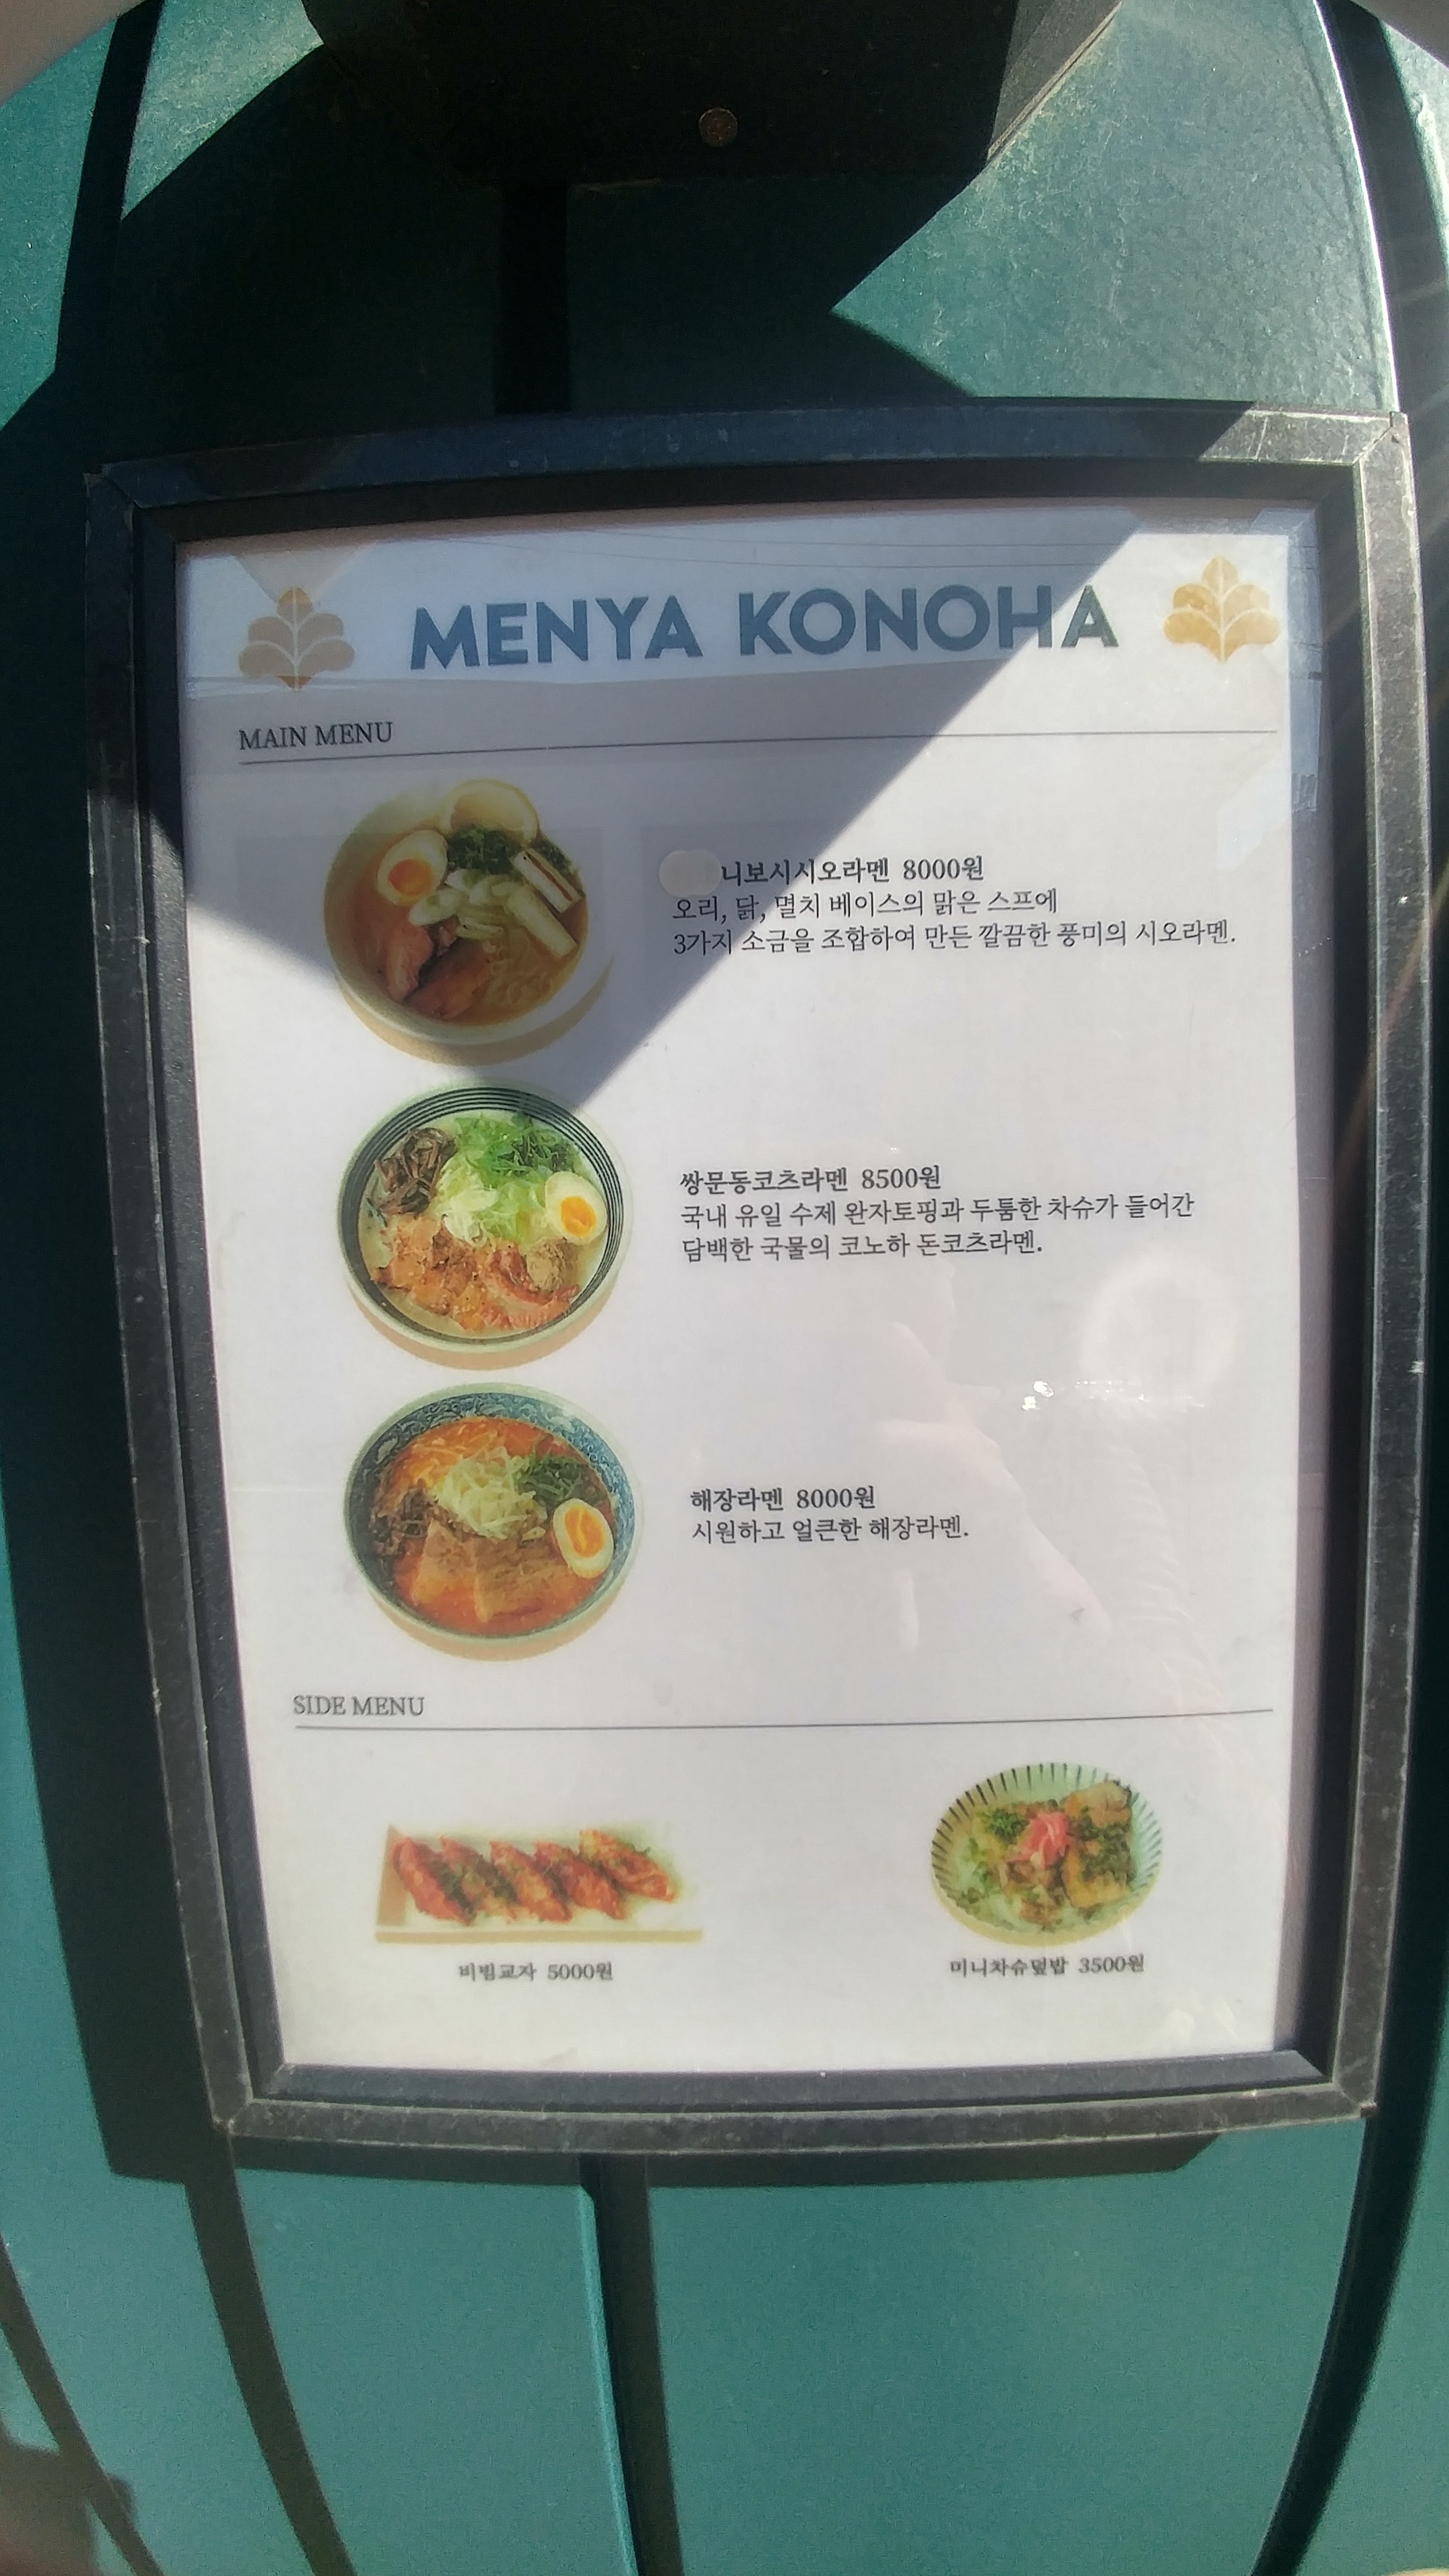 MENYA KONOHA
MAIN MENU
니보시시오라멘 8000원
오리, 닭, 멸치 베이스의 맑은 스프에
3가지 소금을 조합하여 만든 깔끔한 풍미의 시오라멘.
쌍문동코츠라멘 8500원
국내 유일 수제 완자토핑과 두툼한 차슈가 들어간
담백한 국물의 코노하 돈코츠라멘.
해장라멘 8000원
시원하고 얼큰한 해장라멘.
SIDE MENU
비빔교자 5000원
미니차슈덮밥 3500원